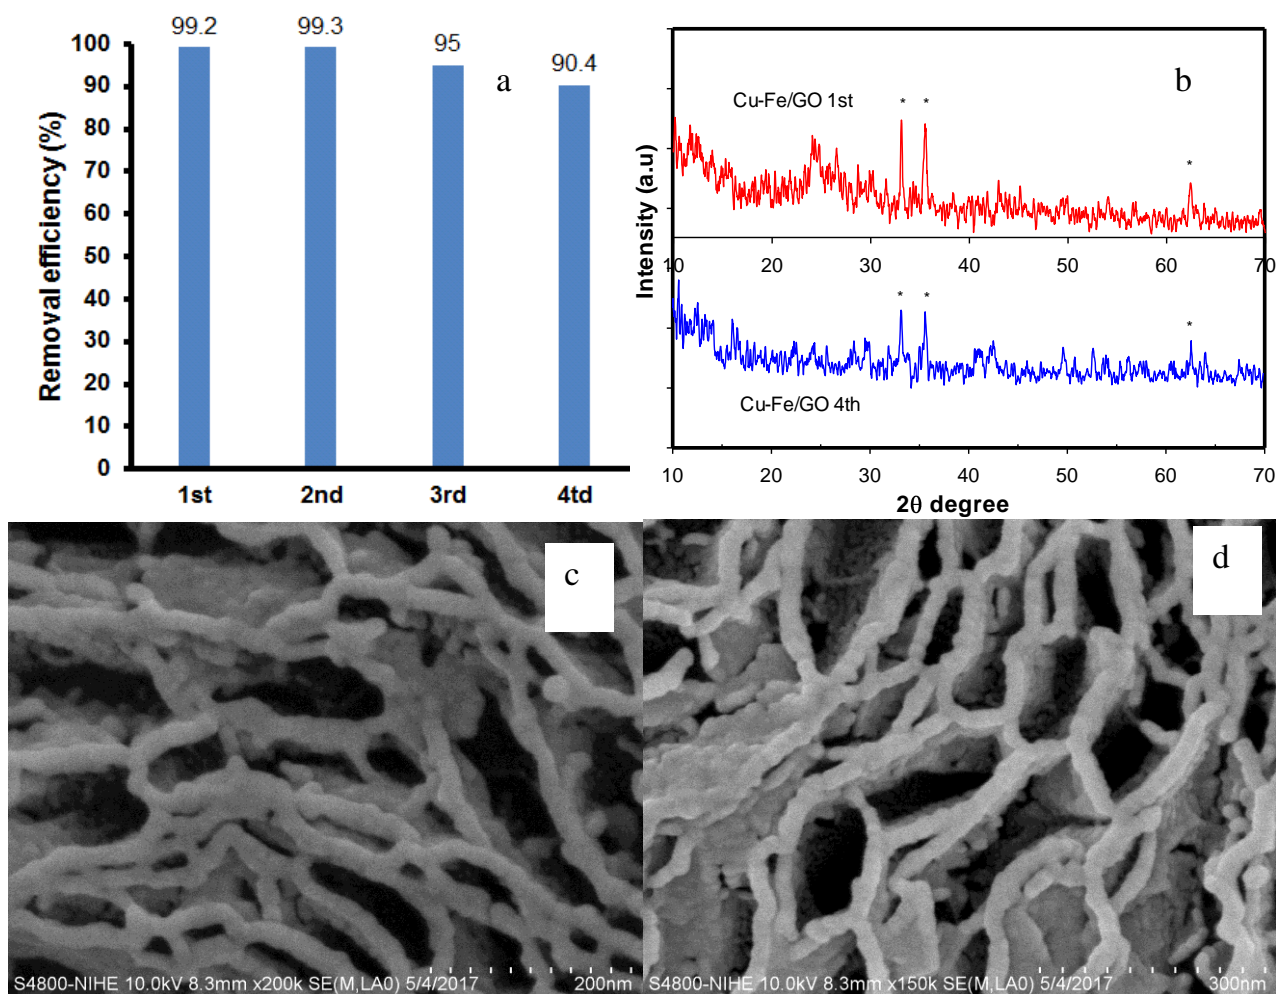 99.2
99.3
95
90.4
a
100
90
80
70
60
50
40
30
20
10
0
Removal efficiency (%)
1st
2nd
3rd
4td
b
Cu-Fe/GO 1st
*
*
*
10
20
30
40
50
60
70
Intensity (a.u)
*
*
*
Cu-Fe/GO 4th
10
20
30
40
50
60
70
2θ degree
c
S4800-NIHE 10.0kV 8.3mm x200k SE(M,LA0) 5/4/2017
200nm
d
S4800-NIHE 10.0kV 8.3mm x150k SE(M,LA0) 5/4/2017
300nm